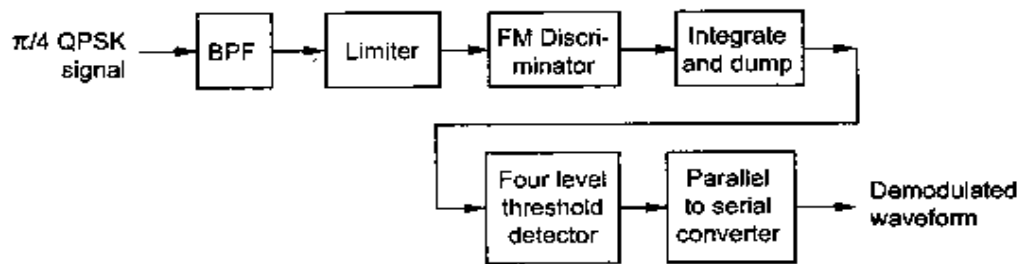 π/4 QPSK
signal
BPF
Limiter
FM Discri-
minator
Integrate
and dump
Four level
threshold
detector
Parallel
to serial
converter
Demodulated
waveform